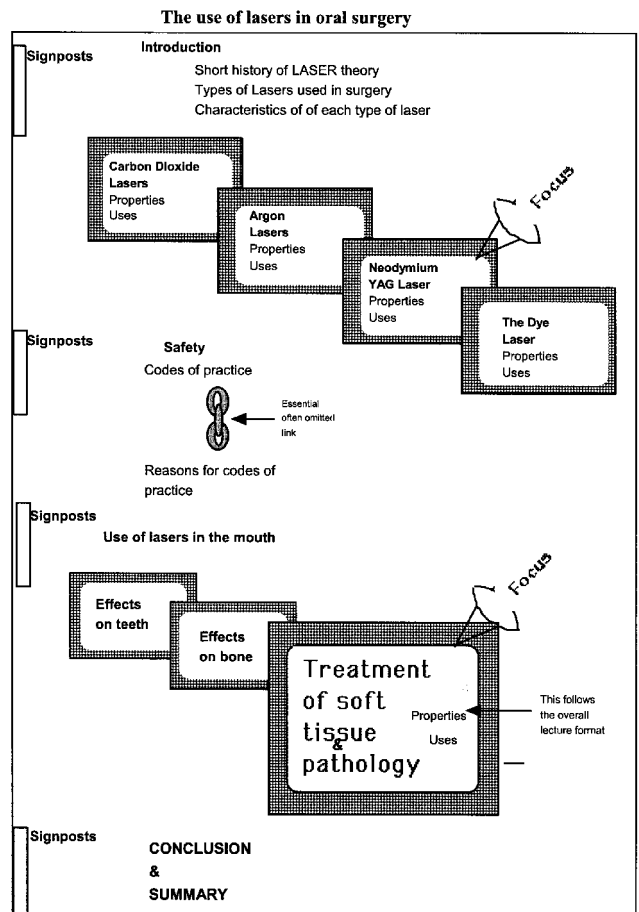 The use of lasers in oral surgery
Signposts
Introduction
Short history of LASER theory
Types of Lasers used in surgery
Characteristics of of each type of laser
Carbon Dioxide
Lasers
Properties
Uses
Argon
Lasers
Properties
Uses
Focus
Neodymium
YAG Laser
Properties
Uses
The Dye
Laser
Properties
Uses
Signposts
Safety
Codes of practice
Essential
often omitted
link
Reasons for codes of
practice
Signposts
Use of lasers in the mouth
Effects
on teeth
Effects
on bone
Focus
Treatment
of soft
tissue
&
pathology
Properties
Uses
This follows
the overall
lecture format
Signposts
CONCLUSION
&
SUMMARY